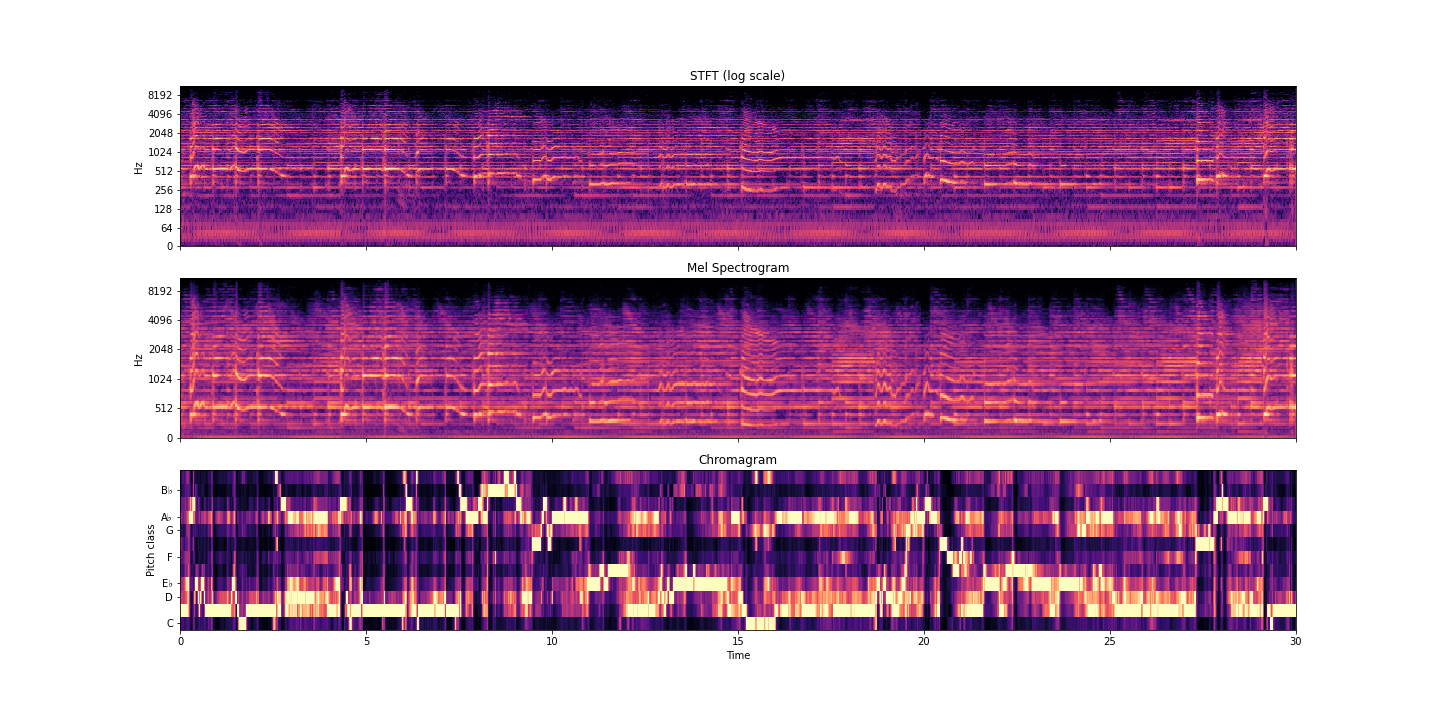 STFT (log scale)
8192
4096
2048
1024
512
256
128
64
0
Hz
Mel Spectrogram
8192
4096
2048
1024
512
0
Hz
Chromagram
B♭
A♭
G
F
E♭
D
C
Pitch class
0 5 10 15 20 25 30
Time